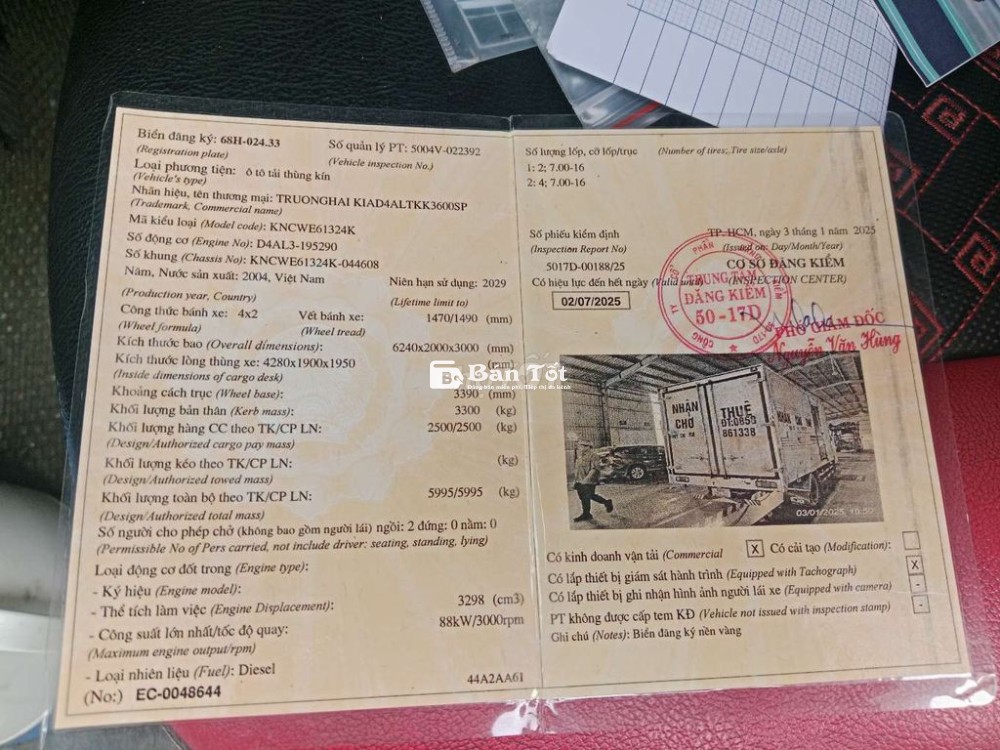 Biển đăng ký: 68H-024.33
(Registration plate)
Số quản lý PT: 5004V-022392
(Vehicle inspection No.)
Loại phương tiện: ô tô tải thùng kín
(Vehicle's type)
Nhãn hiệu, tên thương mại: TRUONGHAI KIAD4ALTKK3600SP
(Trademark, Commercial name)
Mã kiểu loại (Model code): KNCWE61324K
Số động cơ (Engine No): D4AL3-195290
Số khung (Chassis No): KNCWE61324K-044608
Năm, Nước sản xuất: 2004, Việt Nam
(Production year, Country)
Niên hạn sử dụng: 2029
(Lifetime limit to)
Công thức bánh xe: 4x2
(Wheel formula)
Vết bánh xe: 1470/1490 (mm)
(Wheel tread)
Kích thước bao (Overall dimensions): 6240x2000x3000 (mm)
Kích thước lòng thùng xe: 4280x1900x1950 (mm)
(Inside dimensions of cargo desk)
Khoảng cách trục (Wheel base): 3390 (mm)
Khối lượng bản thân (Kerb mass): 3300 (kg)
Khối lượng hàng CC theo TK/CP LN: 2500/2500 (kg)
(Design/Authorized cargo pay mass)
Khối lượng kéo theo TK/CP LN: (kg)
(Design/Authorized towed mass)
Khối lượng toàn bộ theo TK/CP LN: 5995/5995 (kg)
(Design/Authorized total mass)
Số người cho phép chở (không bao gồm người lái) ngồi: 2 đứng: 0 nằm: 0
(Permissible No of Pers carried, not include driver: seating, standing, lying)
Loại động cơ đốt trong (Engine type):
- Ký hiệu (Engine model):
- Thể tích làm việc (Engine Displacement): 3298 (cm3)
- Công suất lớn nhất/tốc độ quay: 88kW/3000rpm
(Maximum engine output/rpm)
- Loại nhiên liệu (Fuel): Diesel
(No:) EC-0048644
44A2AA61
Số lượng lốp, cỡ lốp/trục (Number of tires; Tire size/axle)
1: 2; 7.00-16
2: 4; 7.00-16
Số phiếu kiểm định
(Inspection Report No)
5017D-00188/25
TP. HCM, ngày 3 tháng 1 năm 2025
(Issued on: Day/Month/Year)
CƠ SỞ ĐĂNG KIỂM
(INSPECTION CENTER)
Có hiệu lực đến hết ngày (Valid until)
02/07/2025
TRUNG TÂM
ĐĂNG KIỂM
50-17D
PHÓ GIÁM ĐỐC
Nguyễn Văn Hùng
Bán Tốt
NHẬN
CHỞ
THUÊ
ĐT:0850
861338
03/01/2025, 15:50
Có kinh doanh vận tải (Commercial X Có cải tạo (Modification):
Có lắp thiết bị giám sát hành trình (Equipped with Tachograph) X
Có lắp thiết bị ghi nhận hình ảnh người lái xe (Equipped with camera) -
PT không được cấp tem KĐ (Vehicle not issued with inspection stamp) -
Ghi chú (Notes): Biển đăng ký nền vàng